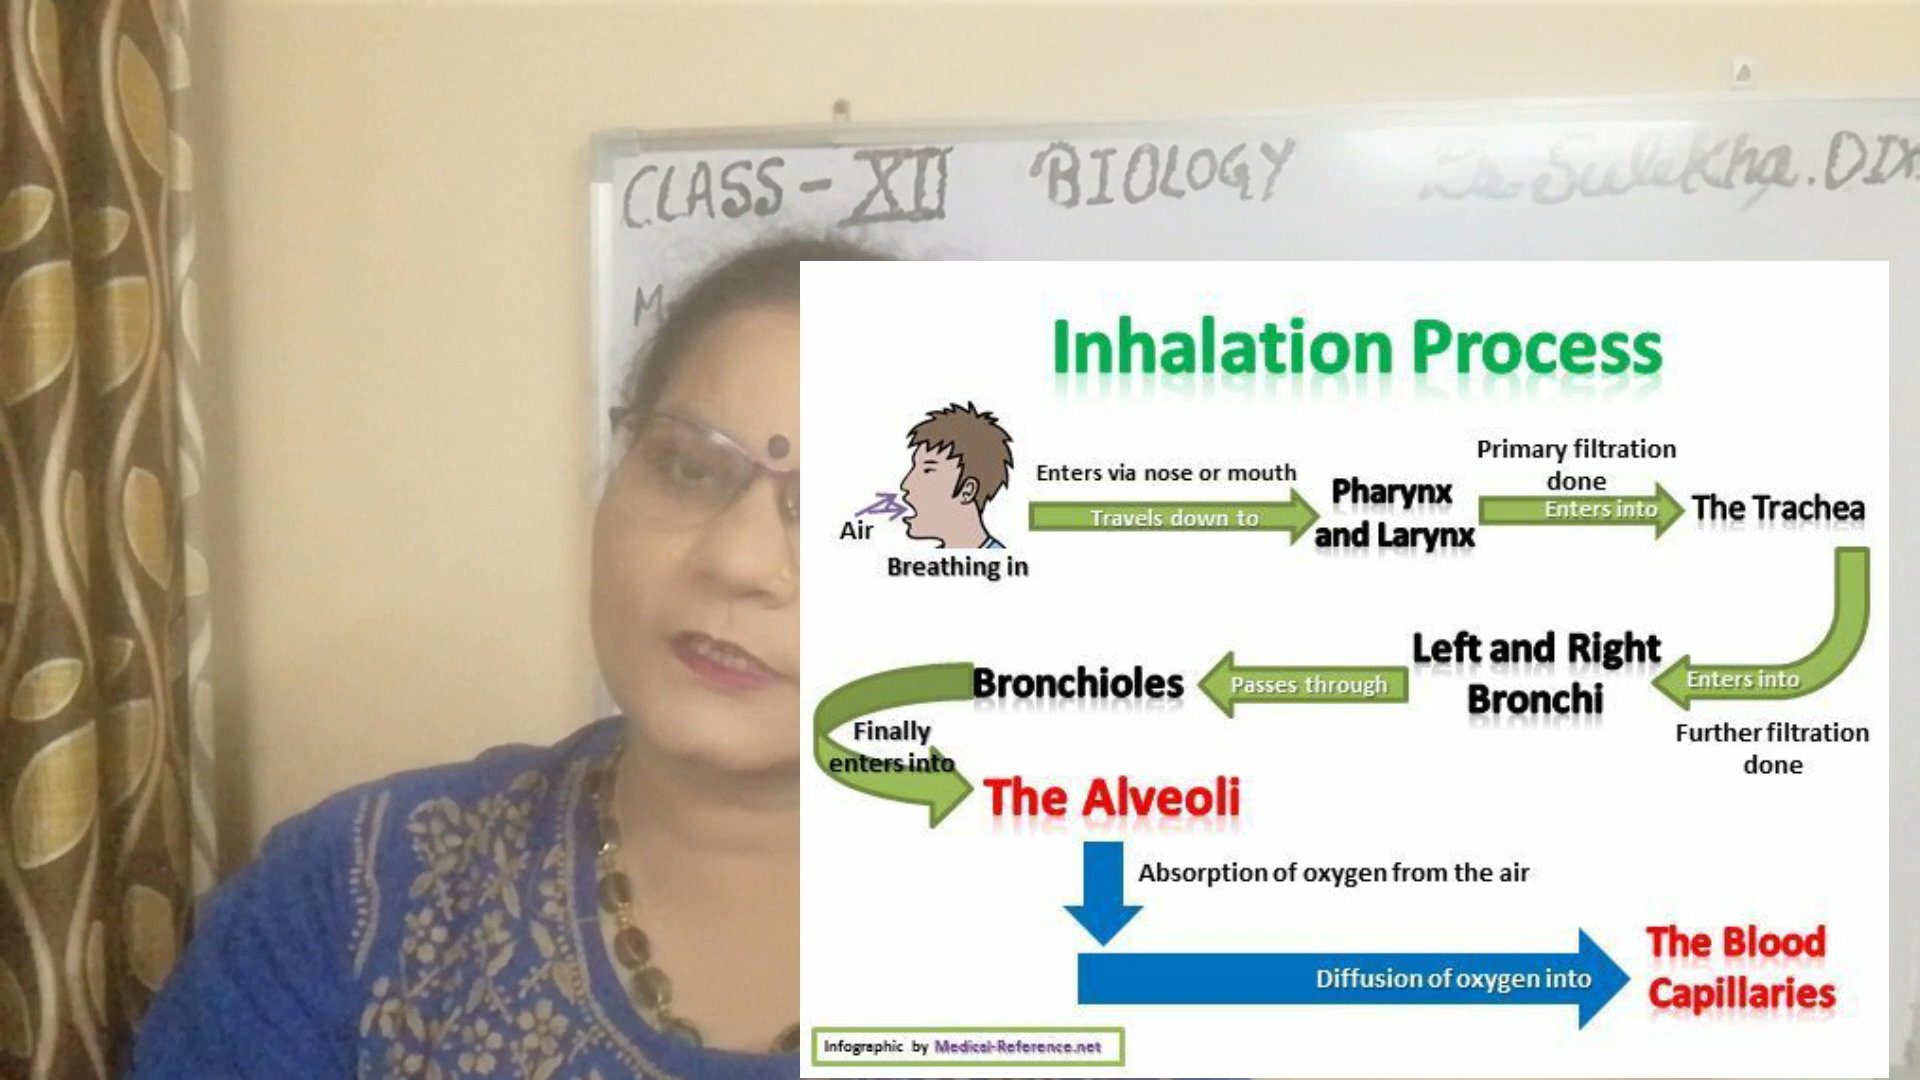 CLASS - XII BIOLOGY Dr. Sulekha. DIX
M
Inhalation Process
Air
Breathing in
Enters via nose or mouth
Travels down to
Pharynx
and Larynx
Primary filtration
done
Enters into
The Trachea
Enters into
Further filtration
done
Left and Right
Bronchi
Passes through
Bronchioles
Finally
enters into
The Alveoli
Absorption of oxygen from the air
Diffusion of oxygen into
The Blood
Capillaries
Infographic by Medical-Reference.net